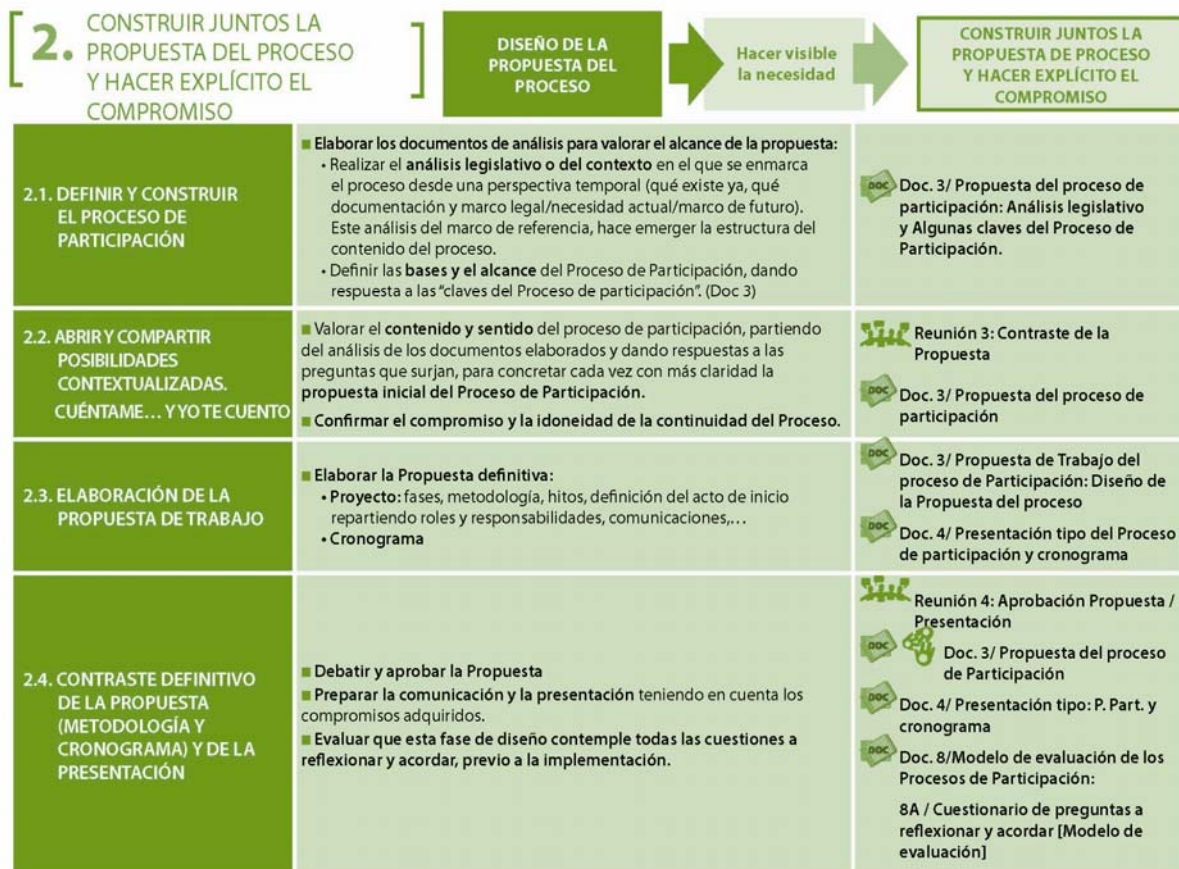 2. CONSTRUIR JUNTOS LA
PROPUESTA DEL PROCESO
Y HACER EXPLÍCITO EL
COMPROMISO
DISEÑO DE LA
PROPUESTA DEL
PROCESO
Hacer visible
la necesidad
CONSTRUIR JUNTOS LA
PROPUESTA DE PROCESO
Y HACER EXPLÍCITO EL
COMPROMISO
2.1. DEFINIR Y CONSTRUIR
EL PROCESO DE
PARTICIPACIÓN
■ Elaborar los documentos de análisis para valorar el alcance de la propuesta:
• Realizar el análisis legislativo o del contexto en el que se enmarca
el proceso desde una perspectiva temporal (qué existe ya, qué
documentación y marco legal/necesidad actual/marco de futuro).
Este análisis del marco de referencia, hace emerger la estructura del
contenido del proceso.
• Definir las bases y el alcance del Proceso de Participación, dando
respuesta a las "claves del Proceso de participación". (Doc 3)
DOC Doc. 3/ Propuesta del proceso de
participación: Análisis legislativo
y Algunas claves del Proceso de
Participación.
2.2. ABRIR Y COMPARTIR
POSIBILIDADES
CONTEXTUALIZADAS.
CUÉNTAME... Y YO TE CUENTO
■ Valorar el contenido y sentido del proceso de participación, partiendo
del análisis de los documentos elaborados y dando respuestas a las
preguntas que surjan, para concretar cada vez con más claridad la
propuesta inicial del Proceso de Participación.
■ Confirmar el compromiso y la idoneidad de la continuidad del Proceso.
Reunión 3: Contraste de la
Propuesta
DOC Doc. 3/ Propuesta del proceso de
participación
2.3. ELABORACIÓN DE LA
PROPUESTA DE TRABAJO
■ Elaborar la Propuesta definitiva:
• Proyecto: fases, metodología, hitos, definición del acto de inicio
repartiendo roles y responsabilidades, comunicaciones,...
• Cronograma
DOC Doc. 3/ Propuesta de Trabajo del
proceso de Participación: Diseño de
la Propuesta del proceso
DOC Doc. 4/ Presentación tipo del Proceso
de participación y cronograma
2.4. CONTRASTE DEFINITIVO
DE LA PROPUESTA
(METODOLOGÍA Y
CRONOGRAMA) Y DE LA
PRESENTACIÓN
■ Debatir y aprobar la Propuesta
■ Preparar la comunicación y la presentación teniendo en cuenta los
compromisos adquiridos.
■ Evaluar que esta fase de diseño contemple todas las cuestiones a
reflexionar y acordar, previo a la implementación.
Reunión 4: Aprobación Propuesta /
Presentación
DOC Doc. 3/ Propuesta del proceso
de Participación
DOC Doc. 4/ Presentación tipo: P. Part. y
cronograma
DOC Doc. 8/Modelo de evaluación de los
Procesos de Participación:
8A / Cuestionario de preguntas a
reflexionar y acordar [Modelo de
evaluación]